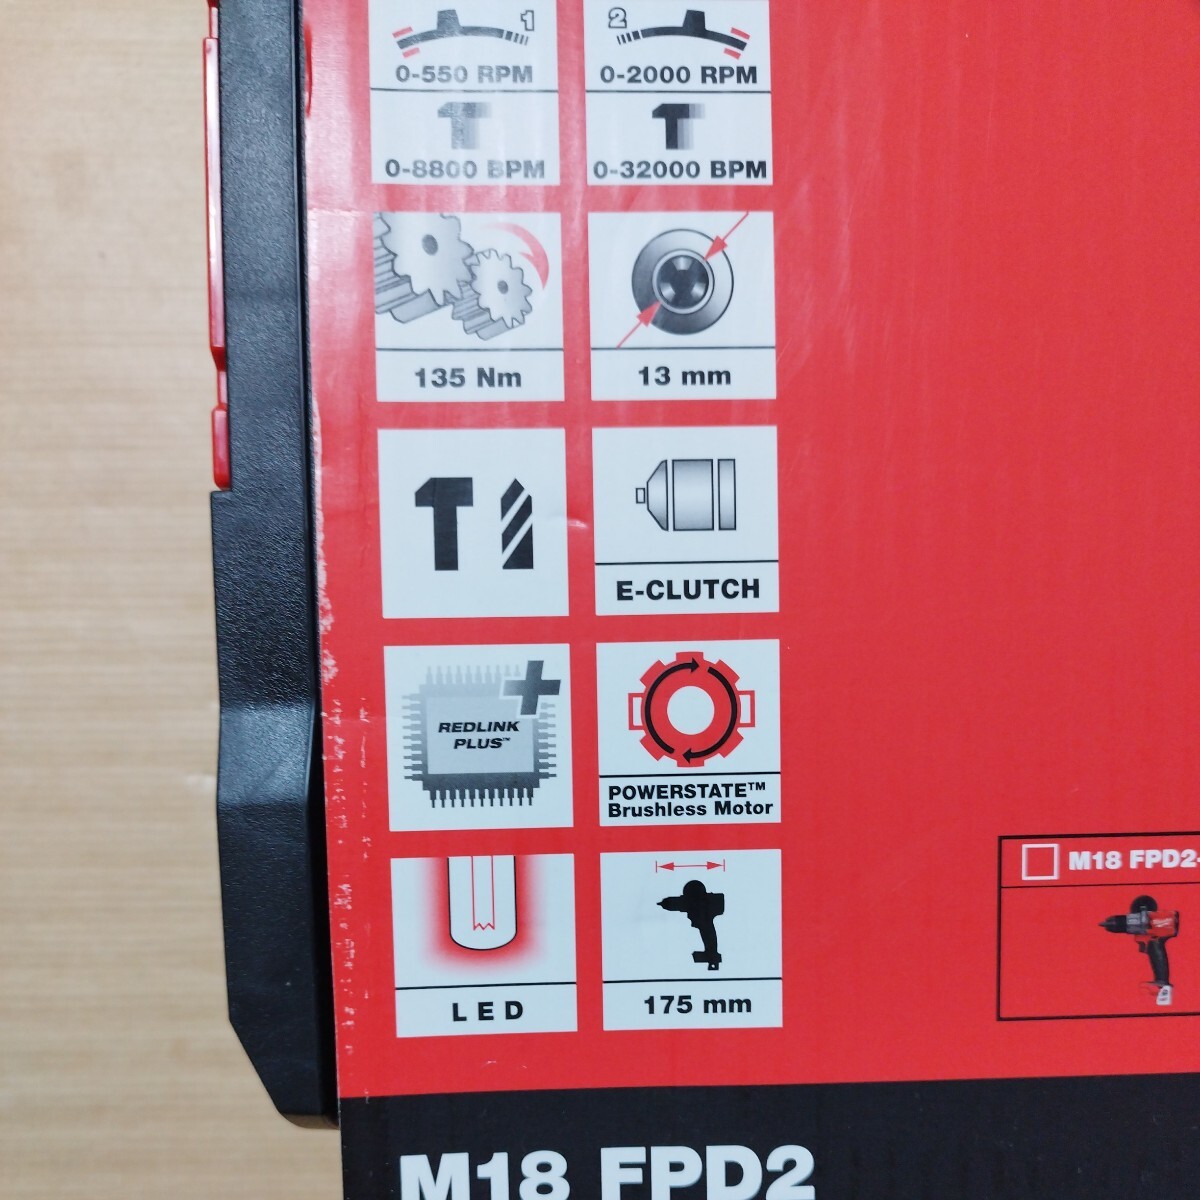 1
2
0-550 RPM
0-2000 RPM
0-8800 BPM
0-32000 BPM
135 Nm
13 mm
E-CLUTCH
REDLINK
PLUS™
POWERSTATE™
Brushless Motor
LED
175 mm
M18 FPD2-
M18 FPD2